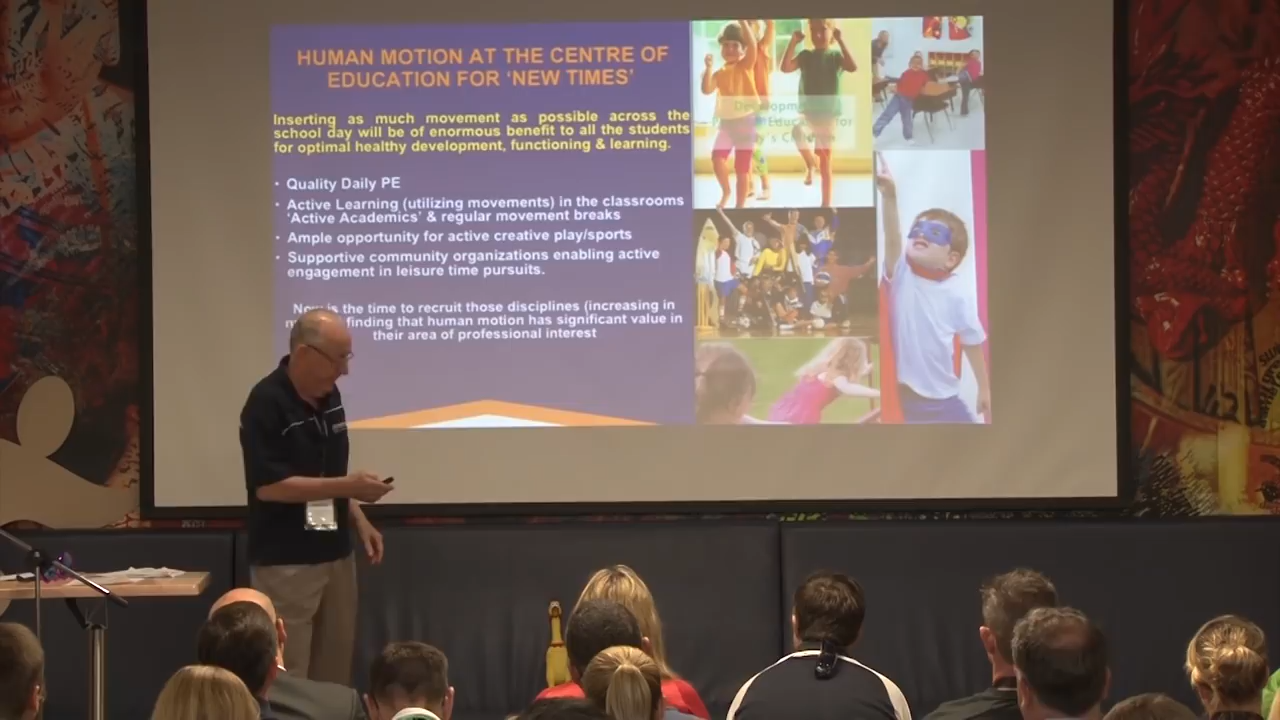 HUMAN MOTION AT THE CENTRE OF
EDUCATION FOR ‘NEW TIMES’
Inserting as much movement as possible across the
school day will be of enormous benefit to all the students
for optimal healthy development, functioning & learning.
· Quality Daily PE
· Active Learning (utilizing movements) in the classrooms
‘Active Academics’ & regular movement breaks
· Ample opportunity for active creative play/sports
· Supportive community organizations enabling active
engagement in leisure time pursuits.
is the time to recruit those disciplines (increasing in
finding that human motion has significant value in
their area of professional interest